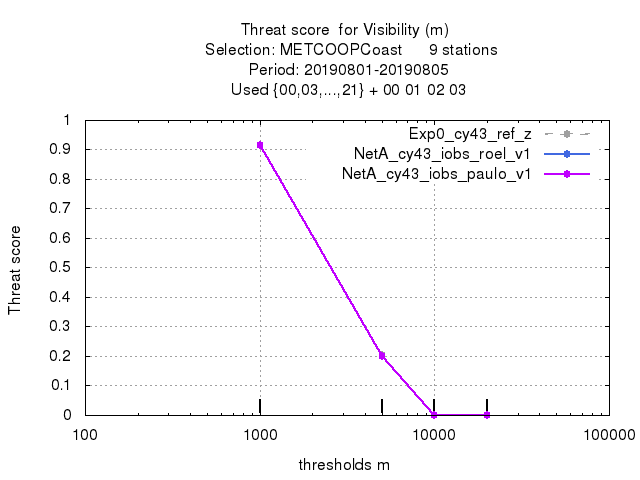 Threat score  for Visibility (m)
Selection: METCOOPCoast      9 stations
Period: 20190801-20190805
Used {00,03,...,21} + 00 01 02 03
Exp0_cy43_ref_z
NetA_cy43_iobs_roel_v1
NetA_cy43_iobs_paulo_v1
Threat score
1
0.9
0.8
0.7
0.6
0.5
0.4
0.3
0.2
0.1
0
100 1000 10000 100000
thresholds m